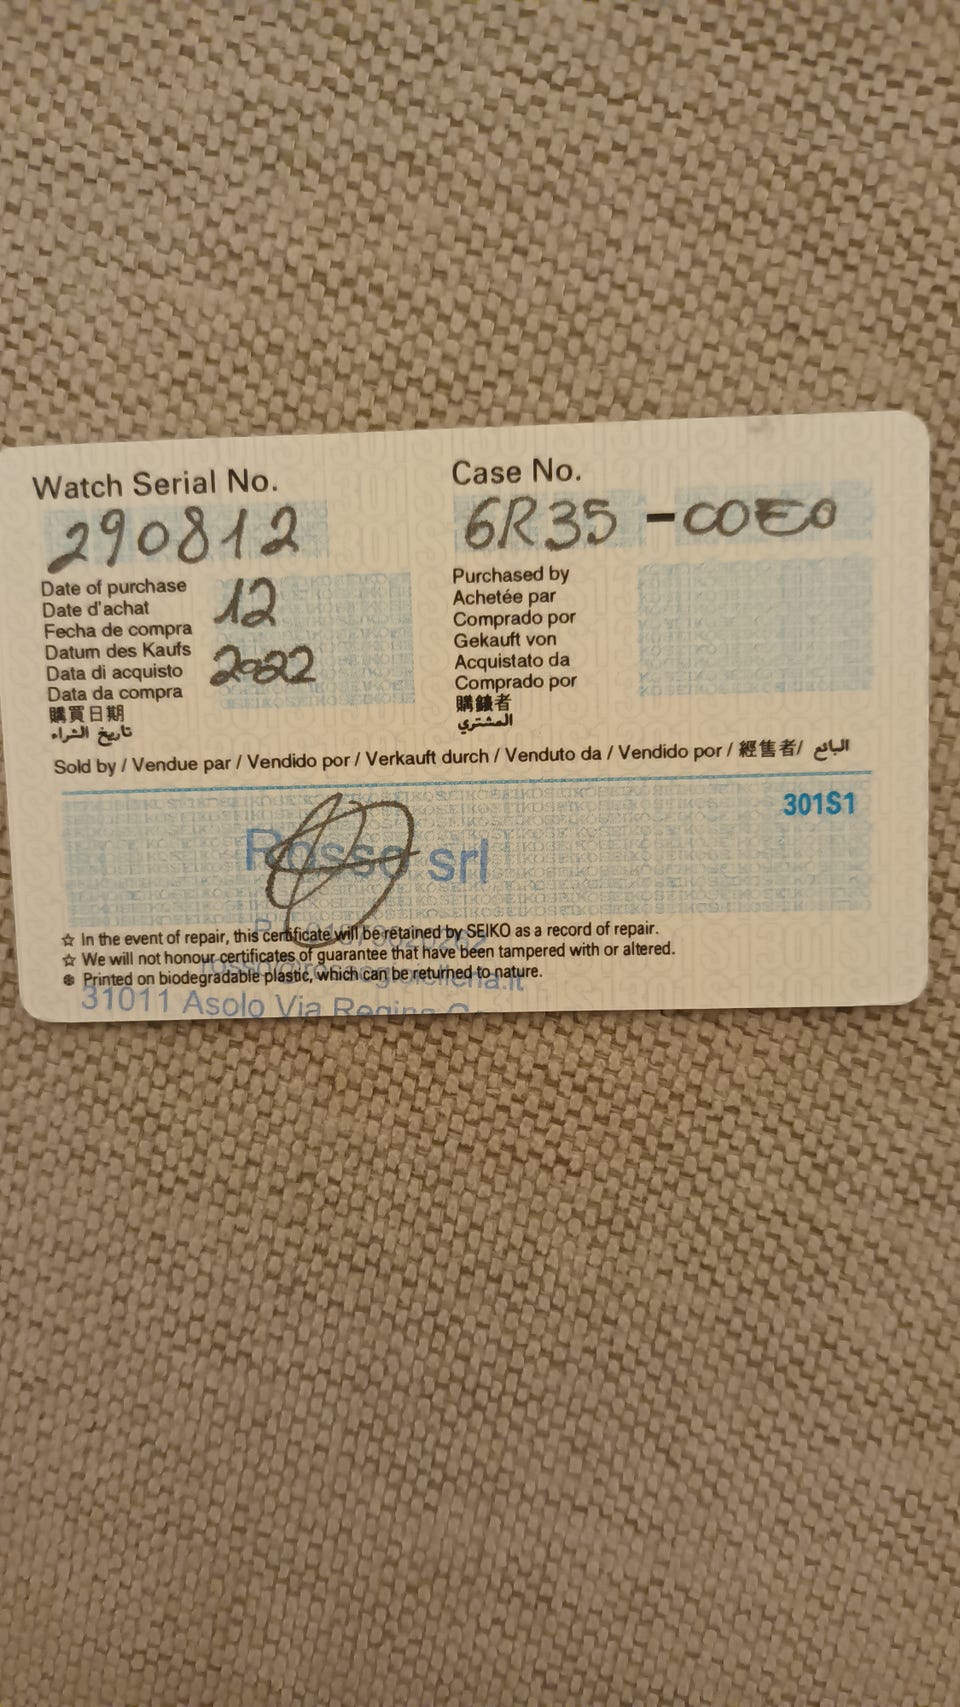 Watch Serial No.
290812
Case No.
6R35 - 00E0
Date of purchase
Date d'achat
Fecha de compra
Datum des Kaufs
Data di acquisto
Data da compra
購買日期
تاريخ الشراء
12
2022
Purchased by
Achetée par
Comprado por
Gekauft von
Acquistato da
Comprado por
購鐘者
المشتري
Sold by / Vendue par / Vendido por / Verkauft durch / Venduto da / Vendido por / 經售者/ البائع
301S1
Rosso srl
☆ In the event of repair, this certificate will be retained by SEIKO as a record of repair.
☆ We will not honour certificates of guarantee that have been tampered with or altered.
Printed on biodegradable plastic, which can be returned to nature.
31011 Asolo Via Regina